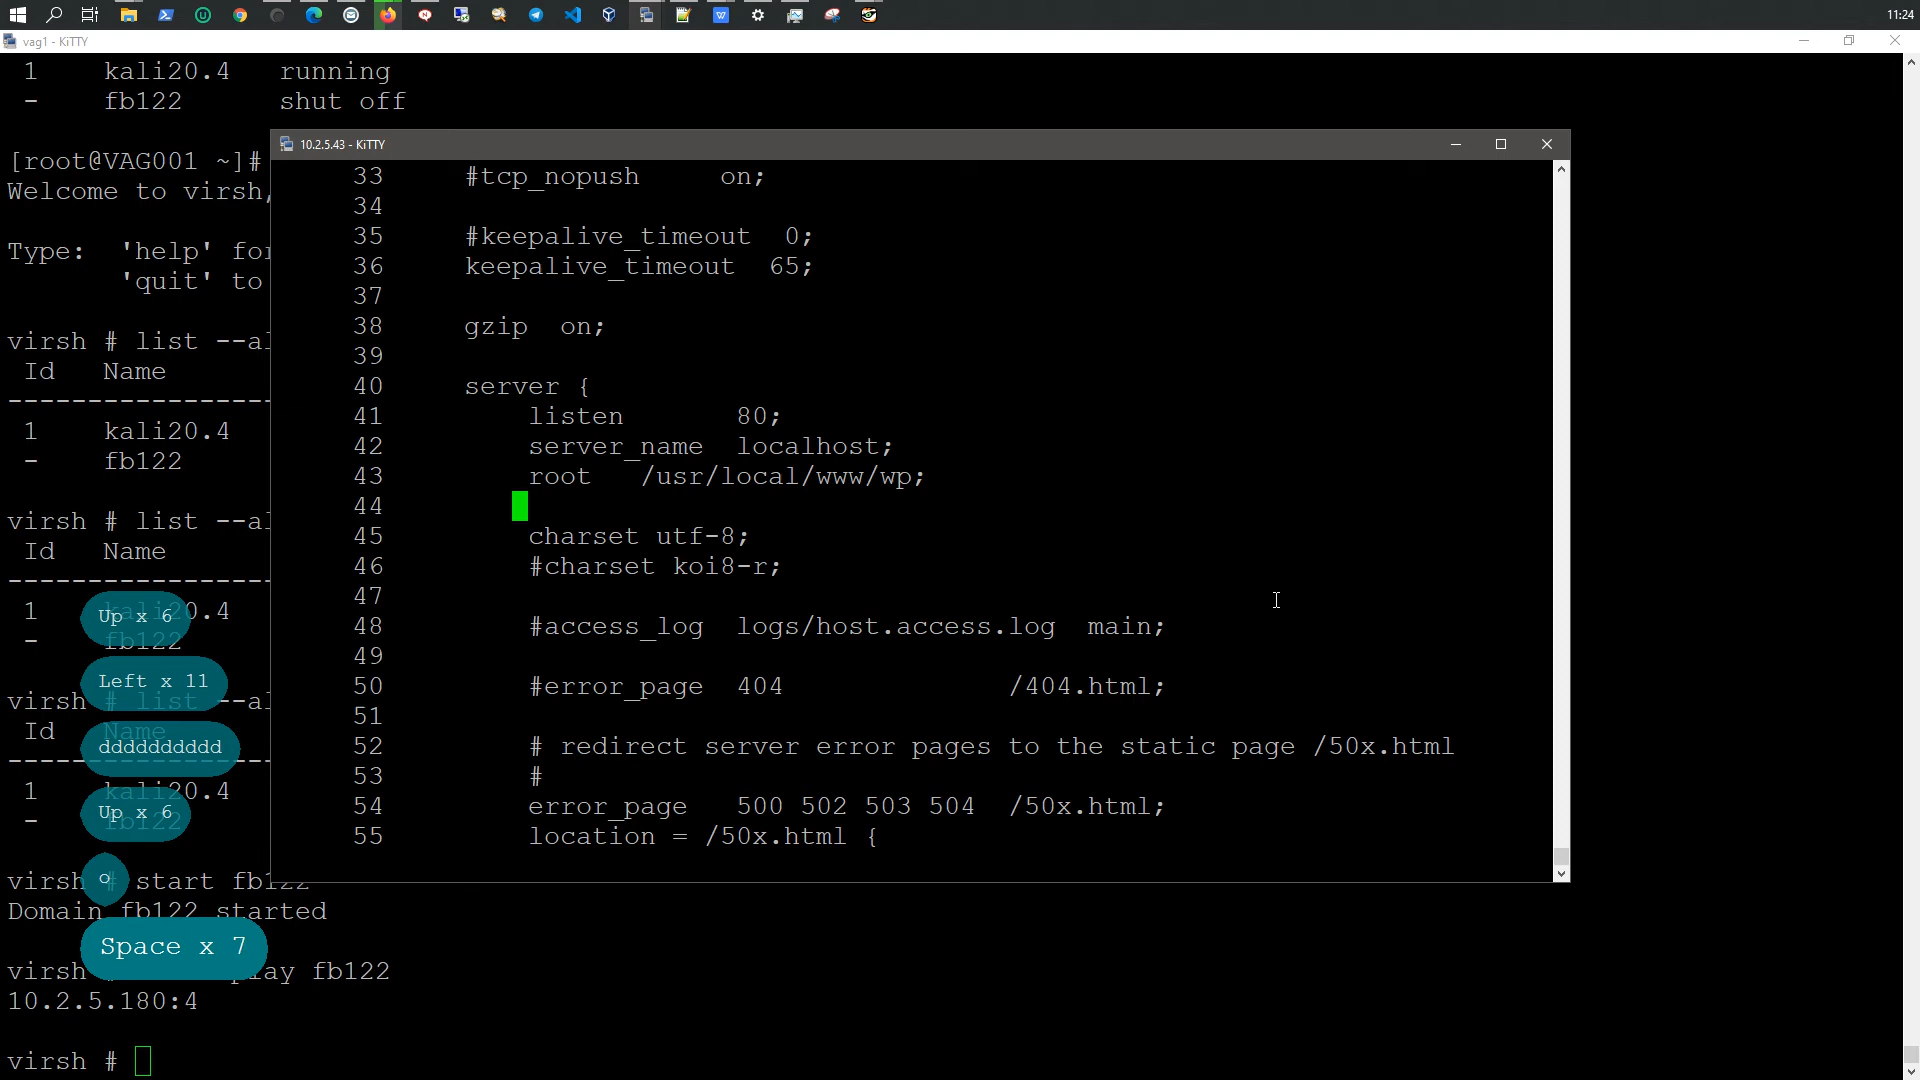 11:24
vag1 - KiTTY
1 kali20.4 running
- fb122 shut off
[root@VAG001 ~]#
Welcome to virsh,
Type: 'help' for
'quit' to
virsh # list --al
Id Name
-----------------
1 kali20.4
- fb122
virsh # list --al
Id Name
-----------------
1 kali20.4
- fb122
virsh # list --al
Id Name
-----------------
1 kali20.4
- fb122
virsh # start fb122
Domain fb122 started
virsh # play fb122
10.2.5.180:4
virsh #
Up x 6
Left x 11
dddddddddd
Up x 6
o
Space x 7
10.2.5.43 - KiTTY
33 #tcp_nopush on;
34
35 #keepalive_timeout 0;
36 keepalive_timeout 65;
37
38 gzip on;
39
40 server {
41 listen 80;
42 server_name localhost;
43 root /usr/local/www/wp;
44
45 charset utf-8;
46 #charset koi8-r;
47
48 #access_log logs/host.access.log main;
49
50 #error_page 404 /404.html;
51
52 # redirect server error pages to the static page /50x.html
53 #
54 error_page 500 502 503 504 /50x.html;
55 location = /50x.html {